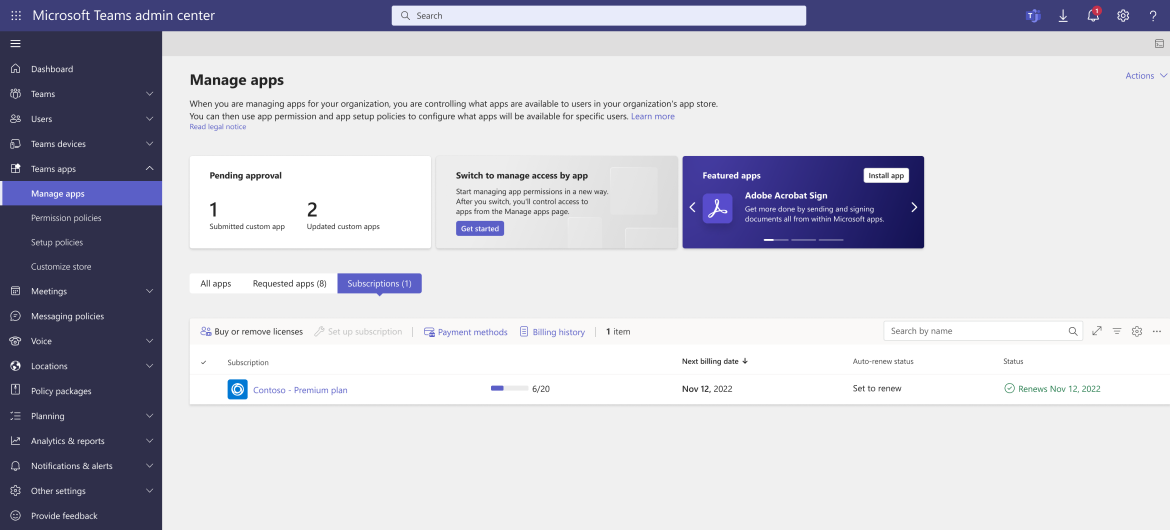 Microsoft Teams admin center
Search
1
?
Dashboard
Teams
Users
Teams devices
Teams apps
Manage apps
Permission policies
Setup policies
Customize store
Meetings
Messaging policies
Voice
Locations
Policy packages
Planning
Analytics & reports
Notifications & alerts
Other settings
Provide feedback
Manage apps
Actions
When you are managing apps for your organization, you are controlling what apps are available to users in your organization's app store.
You can then use app permission and app setup policies to configure what apps will be available for specific users. Learn more
Read legal notice
Pending approval
1
Submitted custom app
2
Updated custom apps
Switch to manage access by app
Start managing app permissions in a new way.
After you switch, you'll control access to
apps from the Manage apps page.
Get started
Featured apps
Install app
Adobe Acrobat Sign
Get more done by sending and signing
documents all from within Microsoft apps.
All apps
Requested apps (8)
Subscriptions (1)
Buy or remove licenses
Set up subscription
Payment methods
Billing history
1 item
Search by name
Subscription
Next billing date
Auto-renew status
Status
Contoso - Premium plan
6/20
Nov 12, 2022
Set to renew
Renews Nov 12, 2022